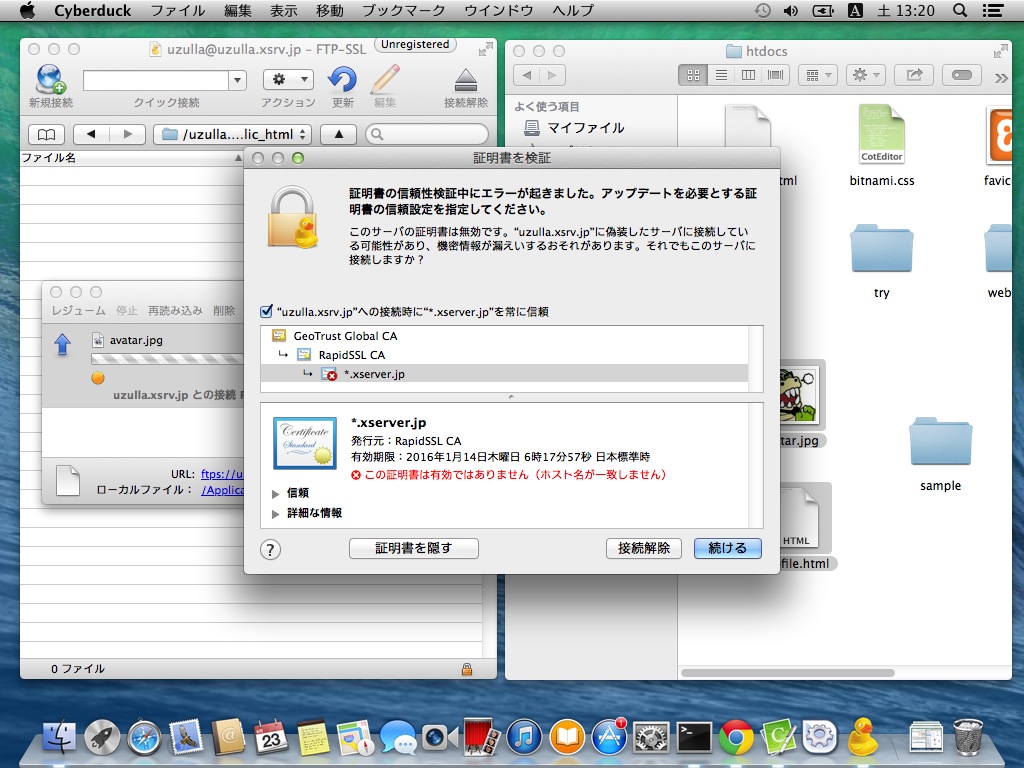 Cyberduck ファイル 編集 表示 移動 ブックマーク ウインドウ ヘルプ A 土 13:20
uzulla@uzulla.xsrv.jp – FTP-SSL Unregistered
新規接続 クイック接続 アクション 更新 編集 接続解除
/uzulla....lic_html
ファイル名
レジューム 停止 再読み込み 削除
avatar.jpg
uzulla.xsrv.jp との接続
URL: ftps://u
ローカルファイル: /Applica
0 ファイル
htdocs
よく使う項目
マイファイル
tml
CotEditor
bitnami.css
favic
try
web
tar.jpg
sample
HTML
file.html
証明書を検証
証明書の信頼性検証中にエラーが起きました。アップデートを必要とする証
明書の信頼設定を指定してください。
このサーバの証明書は無効です。“uzulla.xsrv.jp”に偽装したサーバに接続してい
る可能性があり、機密情報が漏えいするおそれがあります。それでもこのサーバに
接続しますか？
“uzulla.xsrv.jp”への接続時に“*.xserver.jp”を常に信頼
GeoTrust Global CA
RapidSSL CA
*.xserver.jp
Certificate
Standard
*.xserver.jp
発行元：RapidSSL CA
有効期限：2016年1月14日木曜日 6時17分57秒 日本標準時
この証明書は有効ではありません（ホスト名が一致しません）
信頼
詳細な情報
? 証明書を隠す 接続解除 続ける
23
1